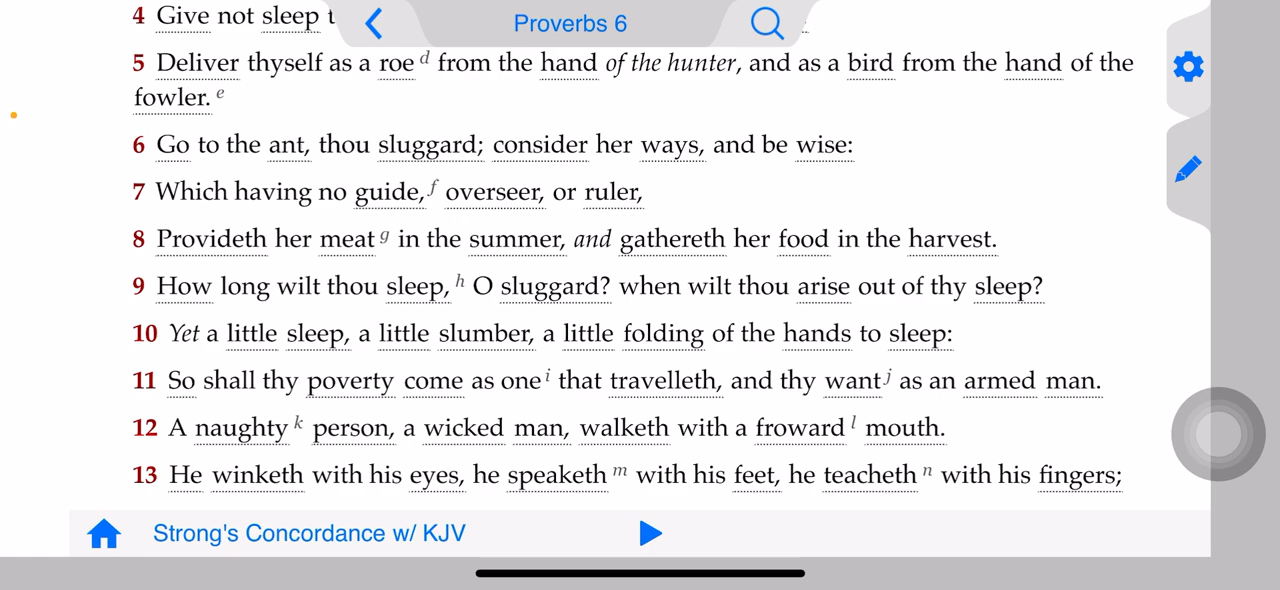 4 Give not sleep t
Proverbs 6
5 Deliver thyself as a roe d from the hand of the hunter, and as a bird from the hand of the
fowler. e
6 Go to the ant, thou sluggard; consider her ways, and be wise:
7 Which having no guide, f overseer, or ruler,
8 Provideth her meat g in the summer, and gathereth her food in the harvest.
9 How long wilt thou sleep, h O sluggard? when wilt thou arise out of thy sleep?
10 Yet a little sleep, a little slumber, a little folding of the hands to sleep:
11 So shall thy poverty come as one i that travelleth, and thy want j as an armed man.
12 A naughty k person, a wicked man, walketh with a froward l mouth.
13 He winketh with his eyes, he speaketh m with his feet, he teacheth n with his fingers;
Strong's Concordance w/ KJV